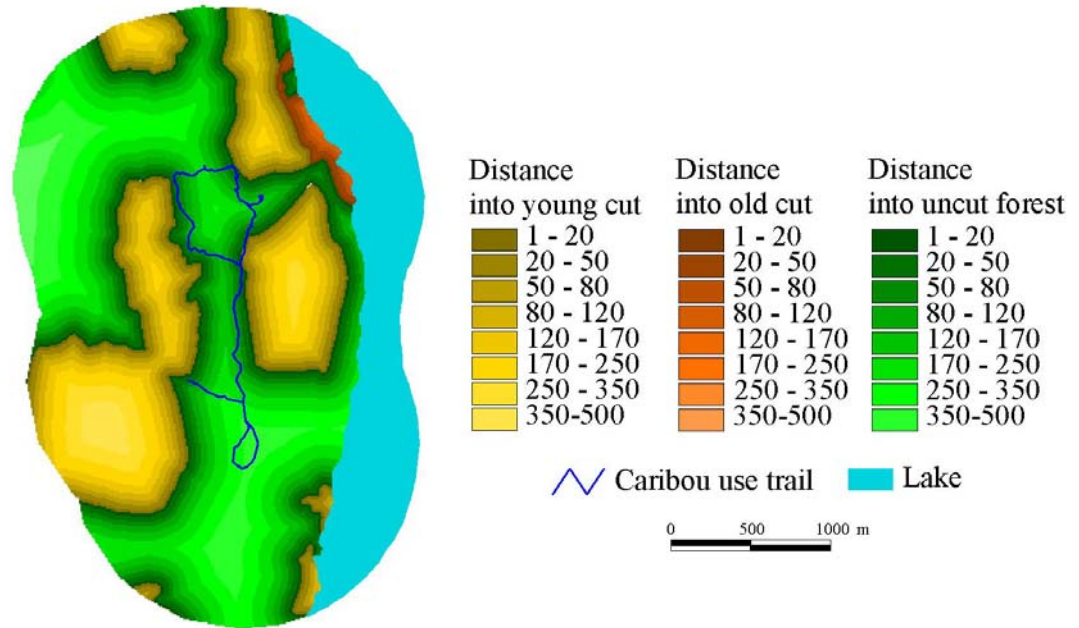 Distance
into young cut
1 - 20
20 - 50
50 - 80
80 - 120
120 - 170
170 - 250
250 - 350
350-500
Distance
into old cut
1 - 20
20 - 50
50 - 80
80 - 120
120 - 170
170 - 250
250 - 350
350-500
Distance
into uncut forest
1 - 20
20 - 50
50 - 80
80 - 120
120 - 170
170 - 250
250 - 350
350-500
Caribou use trail
Lake
0 500 1000 m